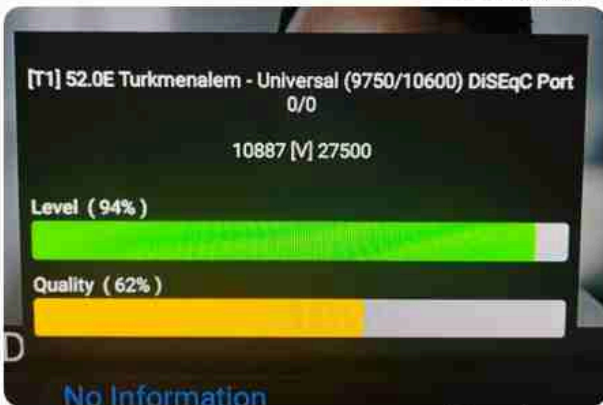 [T1] 52.0E Turkmenalem - Universal (9750/10600) DiSEqC Port
0/0
10887 [V] 27500
Level ( 94% )
Quality ( 62% )
D
No Information